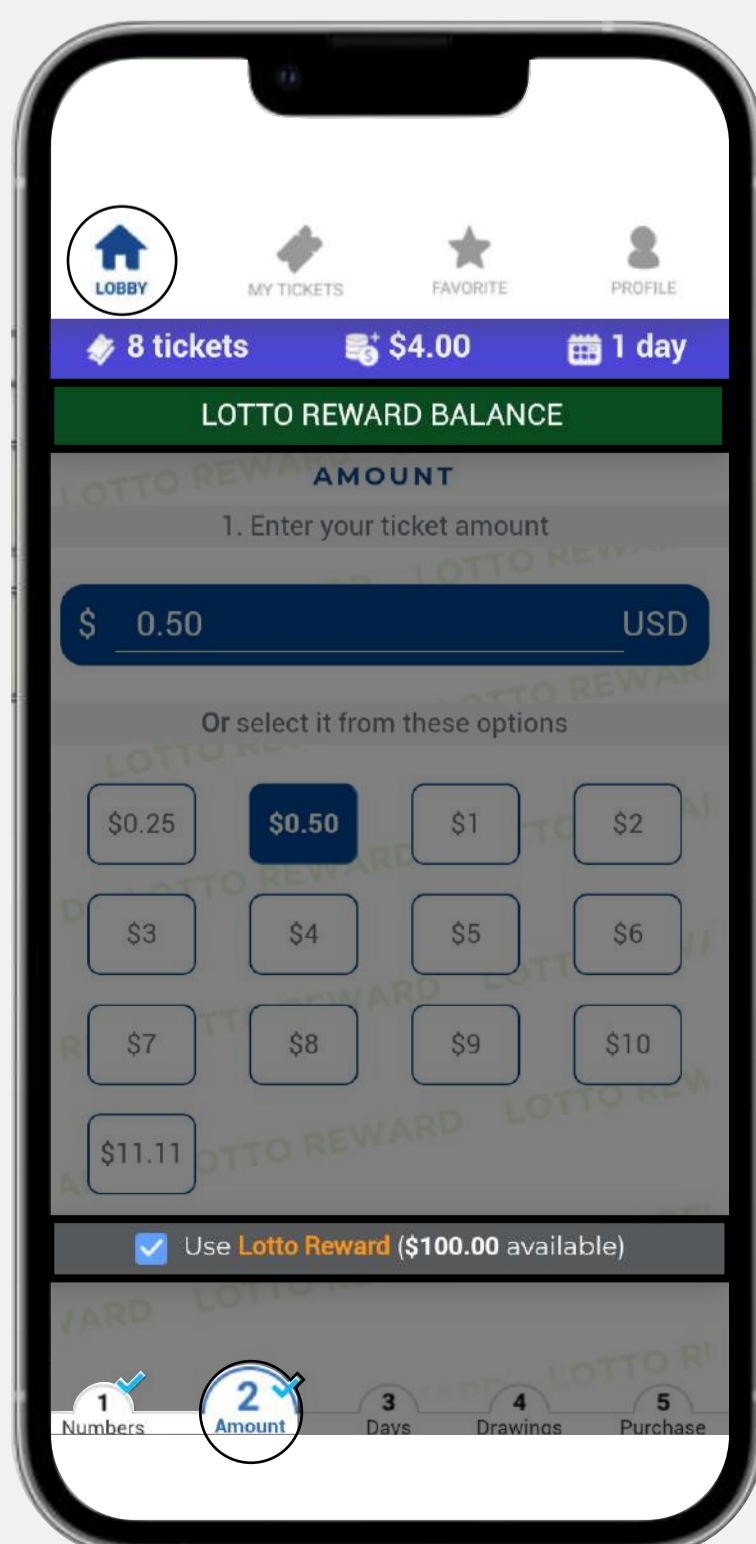 LOBBY MY TICKETS FAVORITE PROFILE
8 tickets $4.00 1 day
LOTTO REWARD BALANCE
AMOUNT
1. Enter your ticket amount
$ 0.50 USD
Or select it from these options
$0.25 $0.50 $1 $2
$3 $4 $5 $6
$7 $8 $9 $10
$11.11
Use Lotto Reward ($100.00 available)
1 2 3 4 5
Numbers Amount Days Drawings Purchase
LOTTO REWARD